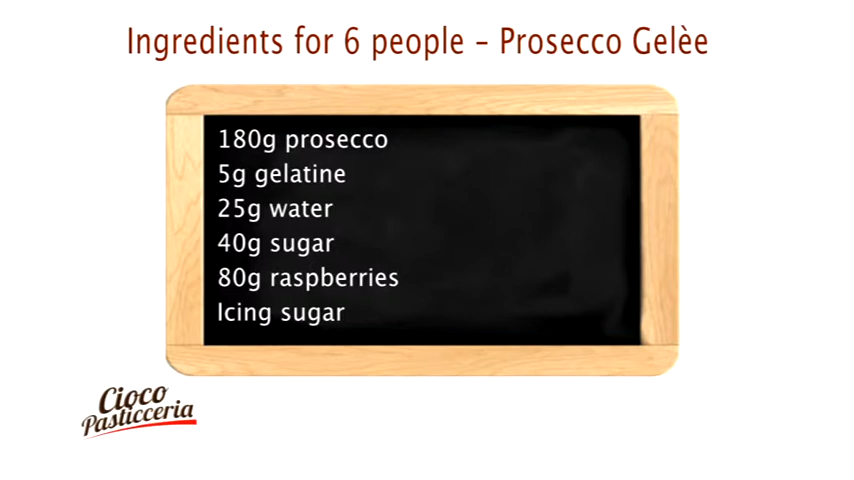 Ingredients for 6 people – Prosecco Gelèe
180g prosecco
5g gelatine
25g water
40g sugar
80g raspberries
Icing sugar
Cioco
Pasticceria